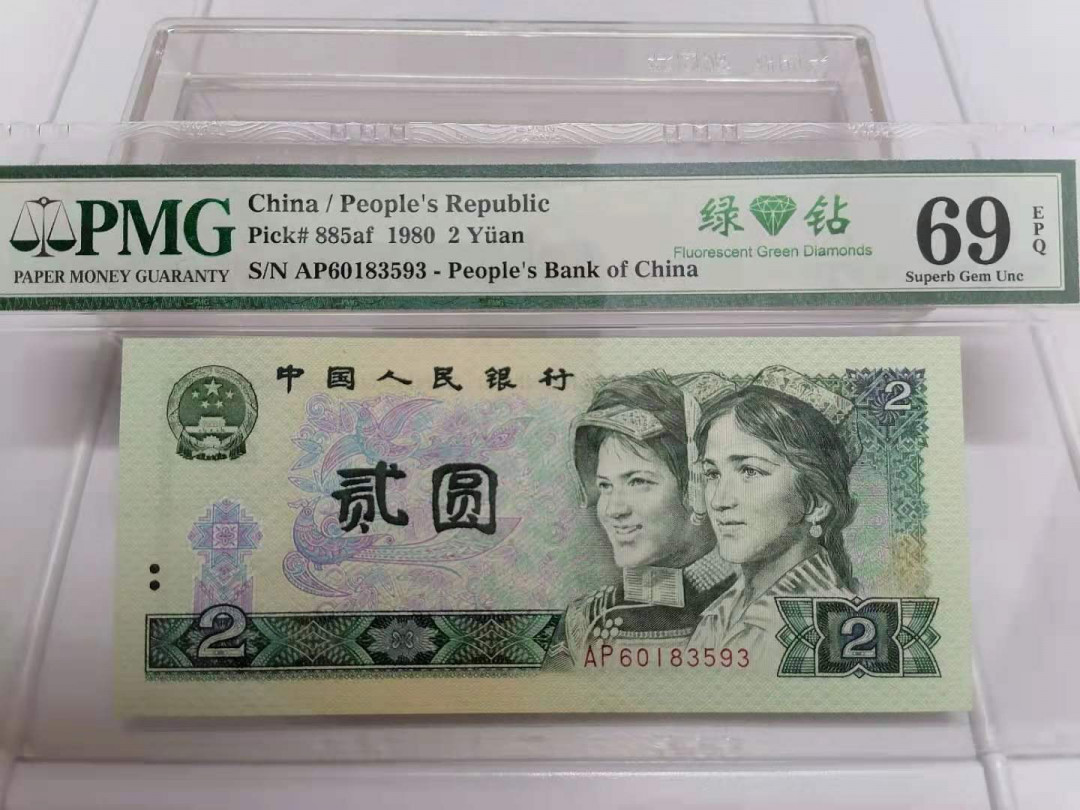 PMG
PAPER MONEY GUARANTY
China / People's Republic
Pick# 885af 1980 2 Yüan
S/N AP60183593 - People's Bank of China
绿钻
Fluorescent Green Diamonds
69
EPQ
Superb Gem Unc
中国人民银行
2
贰圆
2
AP60183593
2